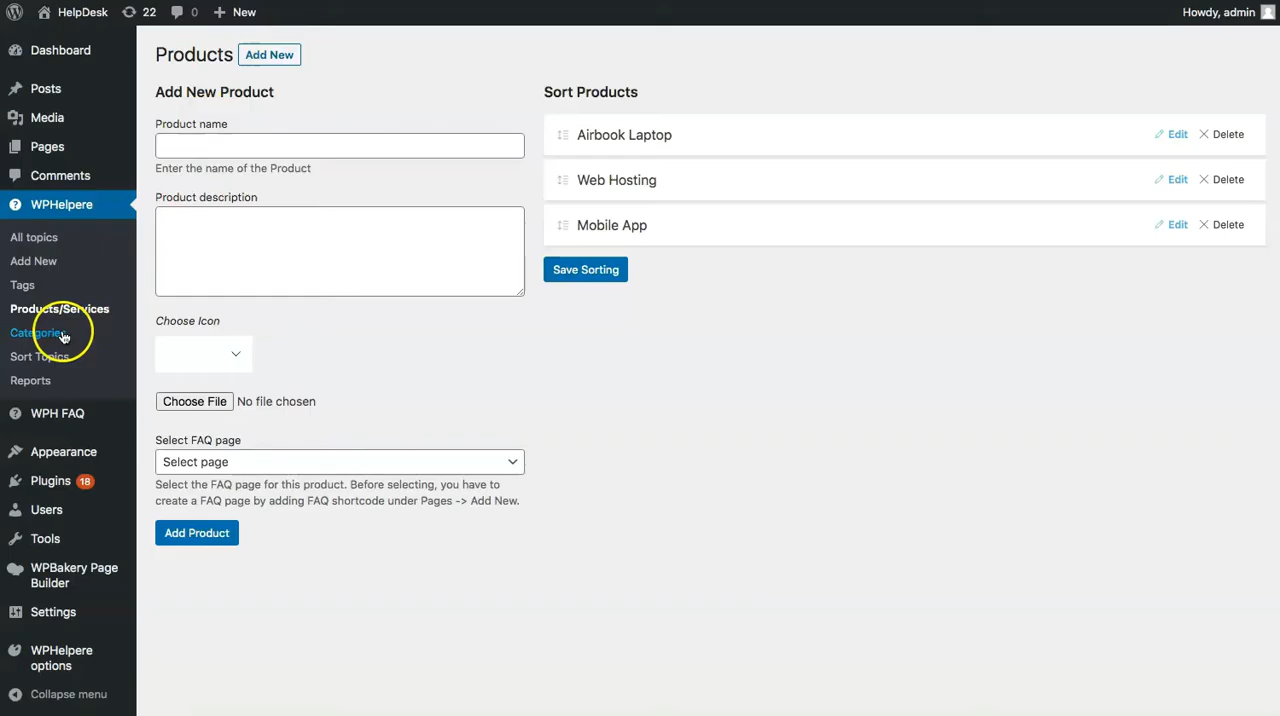 HelpDesk 22 0 New Howdy, admin
Dashboard
Posts
Media
Pages
Comments
WPHelpere
All topics
Add New
Tags
Products/Services
Categories
Sort Topics
Reports
WPH FAQ
Appearance
Plugins 18
Users
Tools
WPBakery Page
Builder
Settings
WPHelpere
options
Collapse menu
Products Add New
Add New Product
Product name
Enter the name of the Product
Product description
Choose Icon
Choose File No file chosen
Select FAQ page
Select page
Select the FAQ page for this product. Before selecting, you have to
create a FAQ page by adding FAQ shortcode under Pages -> Add New.
Add Product
Sort Products
Airbook Laptop Edit Delete
Web Hosting Edit Delete
Mobile App Edit Delete
Save Sorting